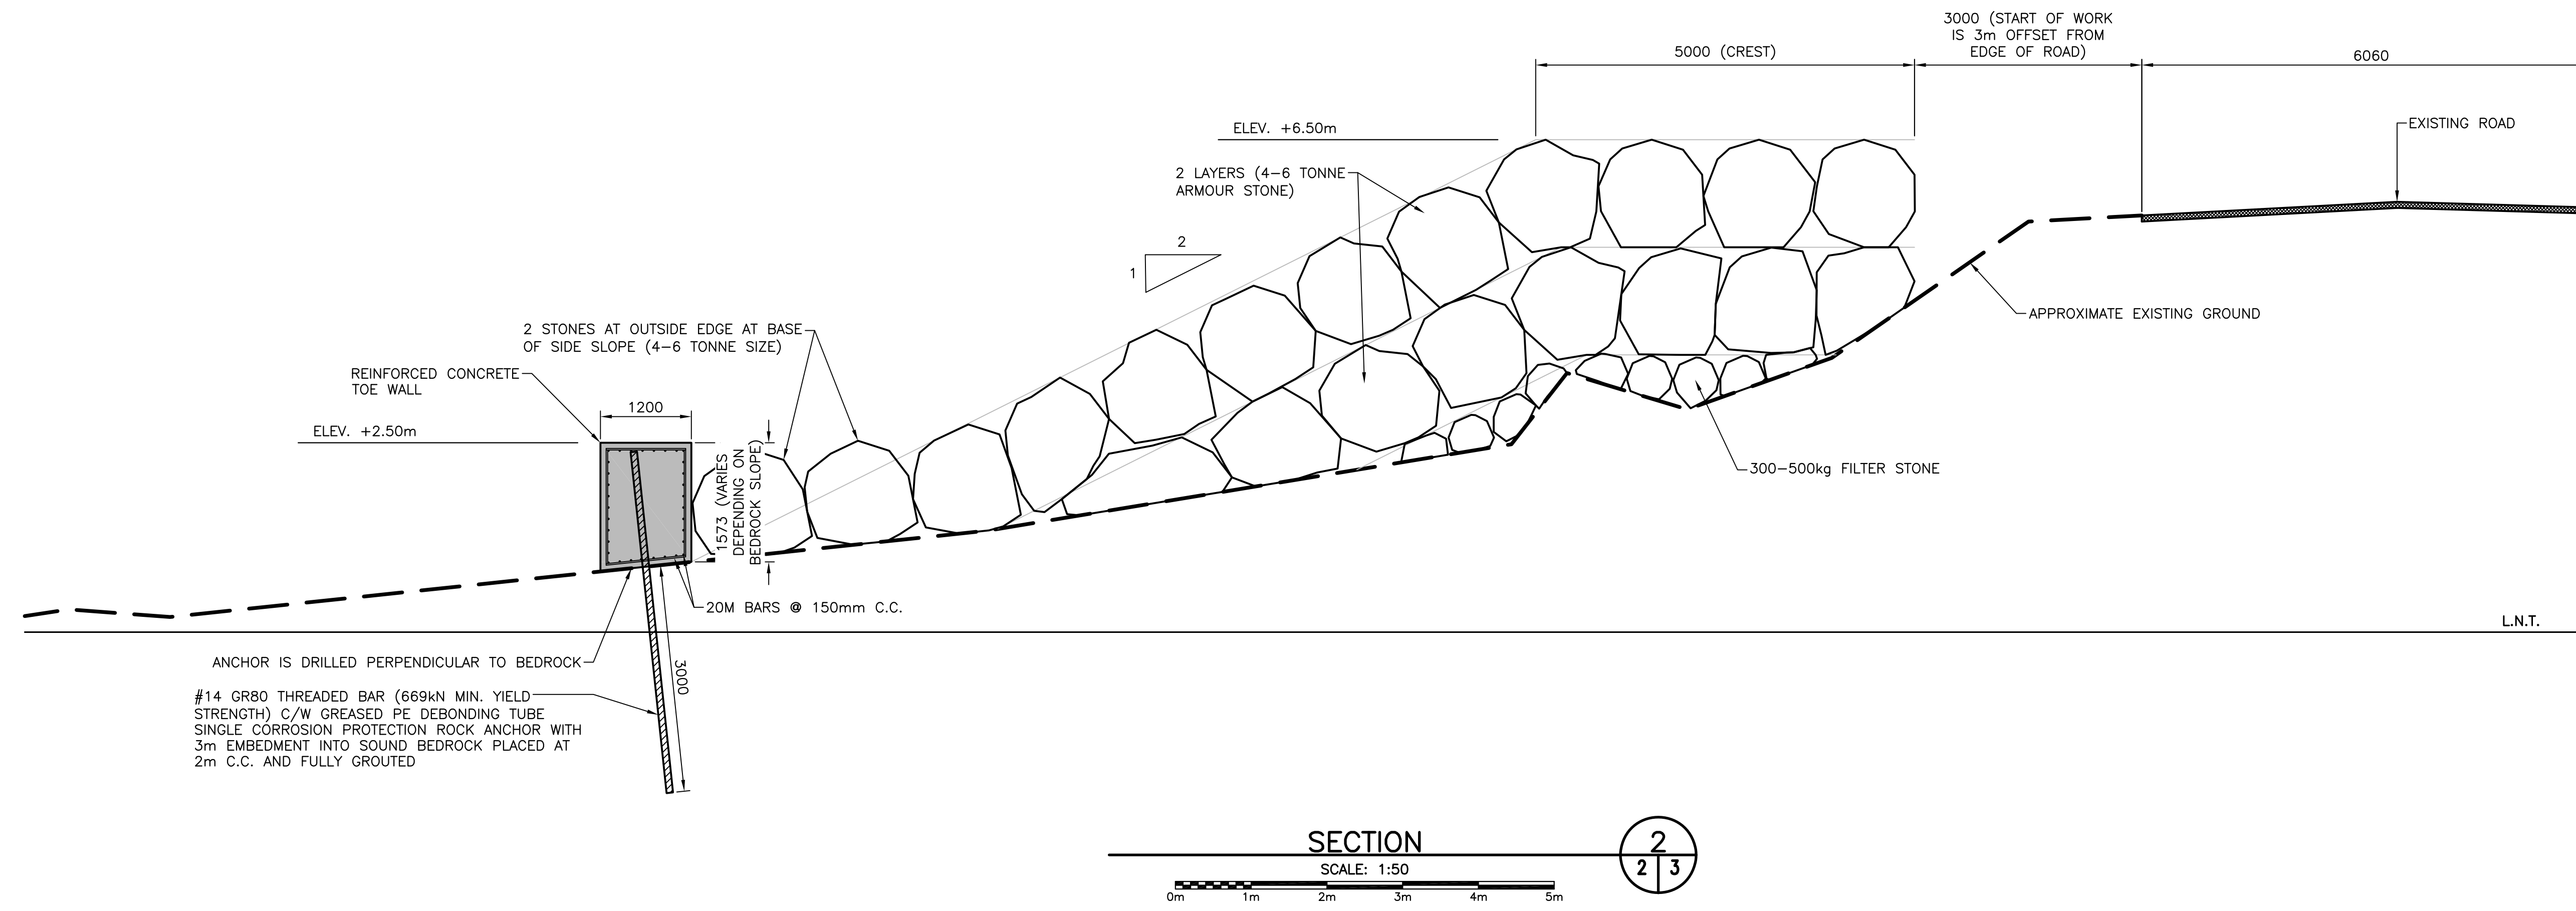 3000 (START OF WORK
IS 3m OFFSET FROM
EDGE OF ROAD)
5000 (CREST)
6060
ELEV. +6.50m
EXISTING ROAD
2 LAYERS (4-6 TONNE
ARMOUR STONE)
2
1
APPROXIMATE EXISTING GROUND
2 STONES AT OUTSIDE EDGE AT BASE
OF SIDE SLOPE (4-6 TONNE SIZE)
REINFORCED CONCRETE
TOE WALL
1200
ELEV. +2.50m
1573 (VARIES
DEPENDING ON
BEDROCK SLOPE)
300-500kg FILTER STONE
20M BARS @ 150mm C.C.
L.N.T.
ANCHOR IS DRILLED PERPENDICULAR TO BEDROCK
3000
#14 GR80 THREADED BAR (669kN MIN. YIELD
STRENGTH) C/W GREASED PE DEBONDING TUBE
SINGLE CORROSION PROTECTION ROCK ANCHOR WITH
3m EMBEDMENT INTO SOUND BEDROCK PLACED AT
2m C.C. AND FULLY GROUTED
SECTION
2
2 3
SCALE: 1:50
0m 1m 2m 3m 4m 5m